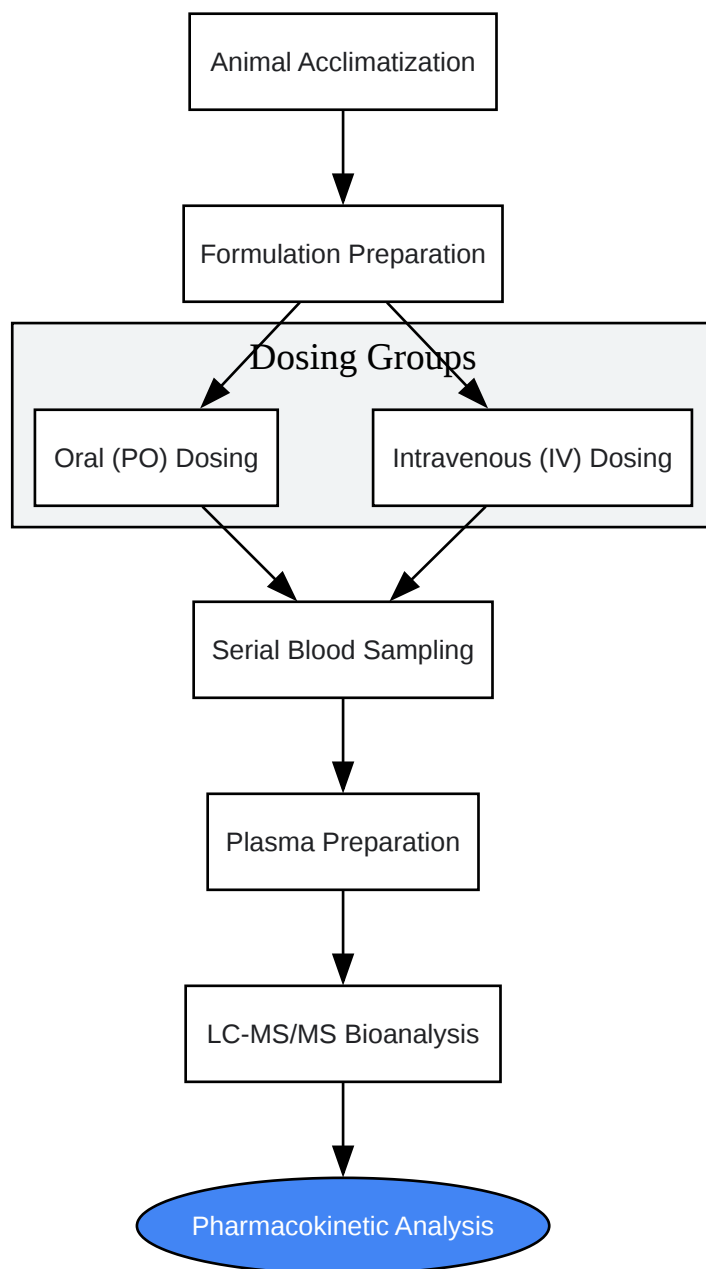 Animal Acclimatization
Formulation Preparation
Dosing Groups
Oral (PO) Dosing
Intravenous (IV) Dosing
Serial Blood Sampling
Plasma Preparation
LC-MS/MS Bioanalysis
Pharmacokinetic Analysis